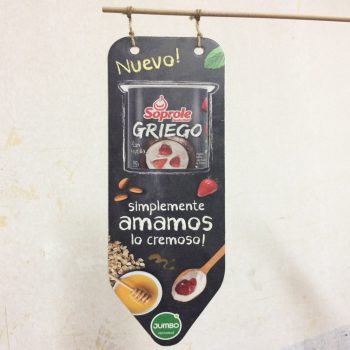 Nuevo!
Soprole
GRIEGO
simplemente
amamos
lo cremoso!
JUMBO